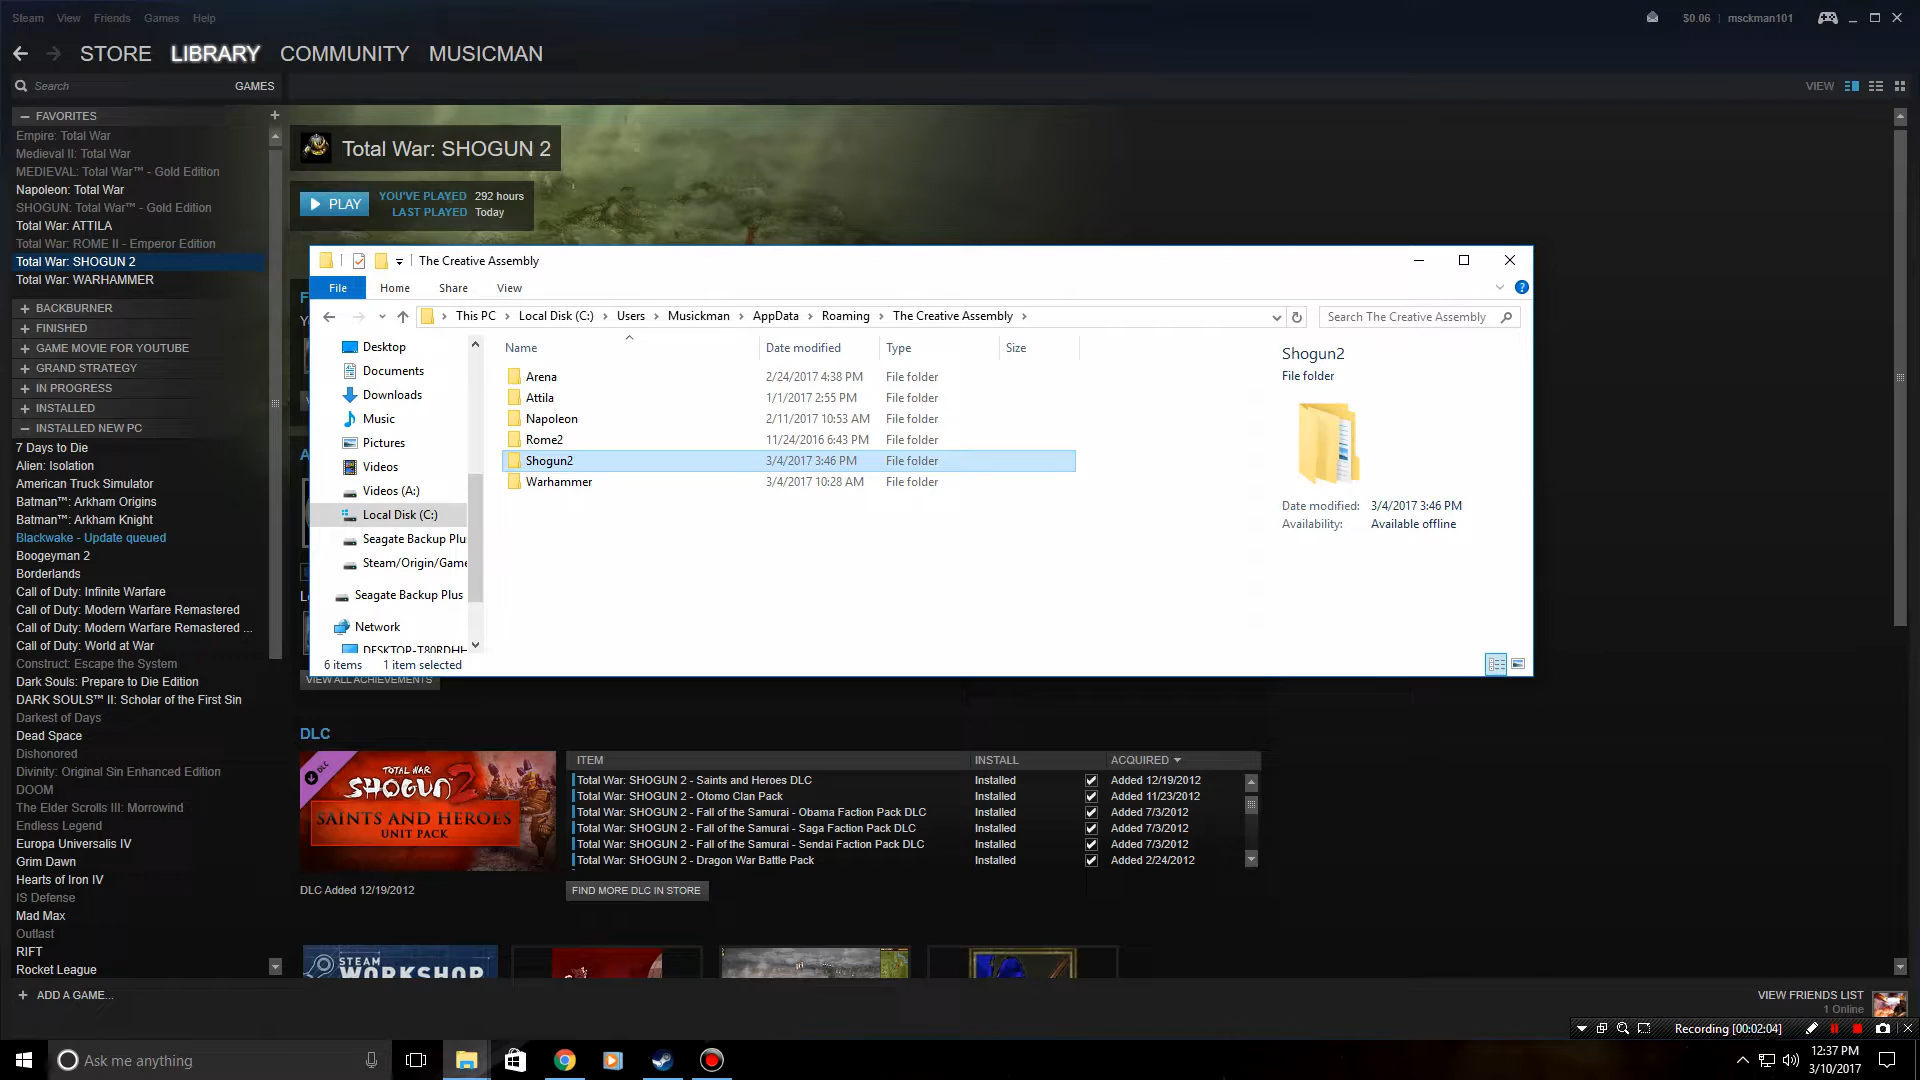 Steam View Friends Games Help
$0.06 | msckman101
STORE LIBRARY COMMUNITY MUSICMAN
Search GAMES VIEW
FAVORITES
Empire: Total War
Medieval II: Total War
MEDIEVAL: Total War™ - Gold Edition
Napoleon: Total War
SHOGUN: Total War™ - Gold Edition
Total War: ATTILA
Total War: ROME II - Emperor Edition
Total War: SHOGUN 2
Total War: WARHAMMER
BACKBURNER
FINISHED
GAME MOVIE FOR YOUTUBE
GRAND STRATEGY
IN PROGRESS
INSTALLED
INSTALLED NEW PC
7 Days to Die
Alien: Isolation
American Truck Simulator
Batman™: Arkham Origins
Batman™: Arkham Knight
Blackwake - Update queued
Boogeyman 2
Borderlands
Call of Duty: Infinite Warfare
Call of Duty: Modern Warfare Remastered
Call of Duty: Modern Warfare Remastered ...
Call of Duty: World at War
Construct: Escape the System
Dark Souls: Prepare to Die Edition
DARK SOULS™ II: Scholar of the First Sin
Darkest of Days
Dead Space
Dishonored
Divinity: Original Sin Enhanced Edition
DOOM
The Elder Scrolls III: Morrowind
Endless Legend
Europa Universalis IV
Grim Dawn
Hearts of Iron IV
IS Defense
Mad Max
Outlast
RIFT
Rocket League
ADD A GAME...
Total War: SHOGUN 2
PLAY
YOU'VE PLAYED 292 hours
LAST PLAYED Today
The Creative Assembly
File Home Share View
This PC Local Disk (C:) Users Musickman AppData Roaming The Creative Assembly
Search The Creative Assembly
Desktop
Documents
Downloads
Music
Pictures
Videos
Videos (A:)
Local Disk (C:)
Seagate Backup Plu
Steam/Origin/Game
Seagate Backup Plus
Network
DESKTOP-T80RDHH
Name Date modified Type Size
Arena 2/24/2017 4:38 PM File folder
Attila 1/1/2017 2:55 PM File folder
Napoleon 2/11/2017 10:53 AM File folder
Rome2 11/24/2016 6:43 PM File folder
Shogun2 3/4/2017 3:46 PM File folder
Warhammer 3/4/2017 10:28 AM File folder
Shogun2
File folder
Date modified: 3/4/2017 3:46 PM
Availability: Available offline
6 items 1 item selected
VIEW ALL ACHIEVEMENTS
DLC
DLC
TOTAL WAR
SHOGUN 2
SAINTS AND HEROES
UNIT PACK
DLC Added 12/19/2012
ITEM INSTALL ACQUIRED
Total War: SHOGUN 2 - Saints and Heroes DLC Installed Added 12/19/2012
Total War: SHOGUN 2 - Otomo Clan Pack Installed Added 11/23/2012
Total War: SHOGUN 2 - Fall of the Samurai - Obama Faction Pack DLC Installed Added 7/3/2012
Total War: SHOGUN 2 - Fall of the Samurai - Saga Faction Pack DLC Installed Added 7/3/2012
Total War: SHOGUN 2 - Fall of the Samurai - Sendai Faction Pack DLC Installed Added 7/3/2012
Total War: SHOGUN 2 - Dragon War Battle Pack Installed Added 2/24/2012
FIND MORE DLC IN STORE
STEAM
WORKSHOP
VIEW FRIENDS LIST
1 Online
Recording [00:02:04]
Ask me anything
12:37 PM
3/10/2017